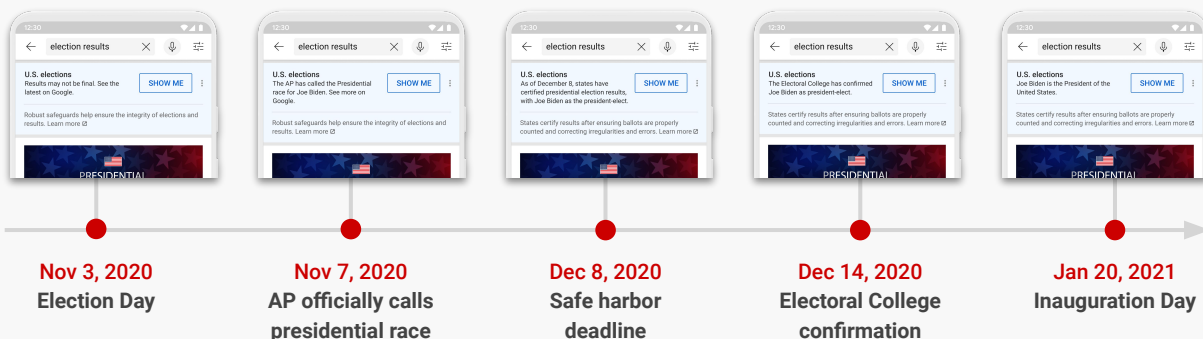 12:30
election results
U.S. elections
Results may not be final. See the
latest on Google.
SHOW ME
Robust safeguards help ensure the integrity of elections and
results. Learn more
PRESIDENTIAL
12:30
election results
U.S. elections
The AP has called the Presidential
race for Joe Biden. See more on
Google.
SHOW ME
Robust safeguards help ensure the integrity of elections and
results. Learn more
12:30
election results
U.S. elections
As of December 8, states have
certified presidential election results,
with Joe Biden as the president-elect.
SHOW ME
States certify results after ensuring ballots are properly
counted and correcting irregularities and errors. Learn more
12:30
election results
U.S. elections
The Electoral College has confirmed
Joe Biden as president-elect.
SHOW ME
States certify results after ensuring ballots are properly
counted and correcting irregularities and errors. Learn more
PRESIDENTIAL
12:30
election results
U.S. elections
Joe Biden is the President of the
United States.
SHOW ME
States certify results after ensuring ballots are properly
counted and correcting irregularities and errors. Learn more
PRESIDENTIAL
Nov 3, 2020
Election Day
Nov 7, 2020
AP officially calls
presidential race
Dec 8, 2020
Safe harbor
deadline
Dec 14, 2020
Electoral College
confirmation
Jan 20, 2021
Inauguration Day